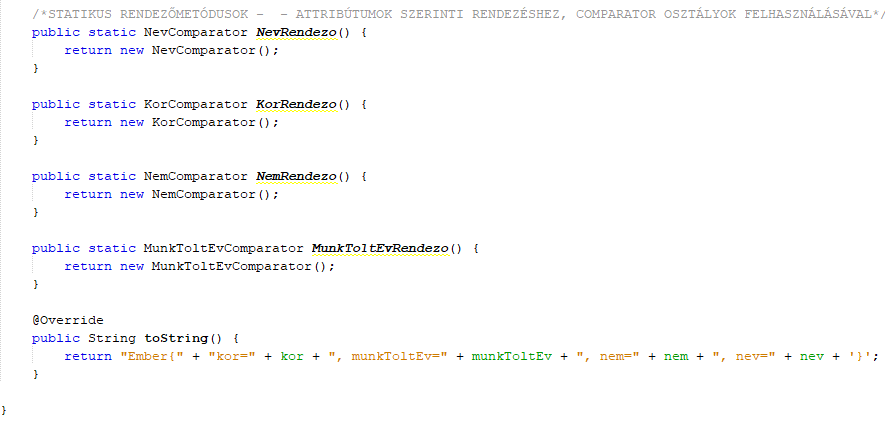 /*STATIKUS RENDEZŐMETÓDUSOK -  - ATTRIBÚTUMOK SZERINTI RENDEZÉSHEZ, COMPARATOR OSZTÁLYOK FELHASZNÁLÁSÁVAL*/
public static NevComparator NevRendezo() {
return new NevComparator();
}
public static KorComparator KorRendezo() {
return new KorComparator();
}
public static NemComparator NemRendezo() {
return new NemComparator();
}
public static MunkToltEvComparator MunkToltEvRendezo() {
return new MunkToltEvComparator();
}
@Override
public String toString() {
return "Ember{" + "kor=" + kor + ", munkToltEv=" + munkToltEv + ", nem=" + nem + ", nev=" + nev + '}';
}
}